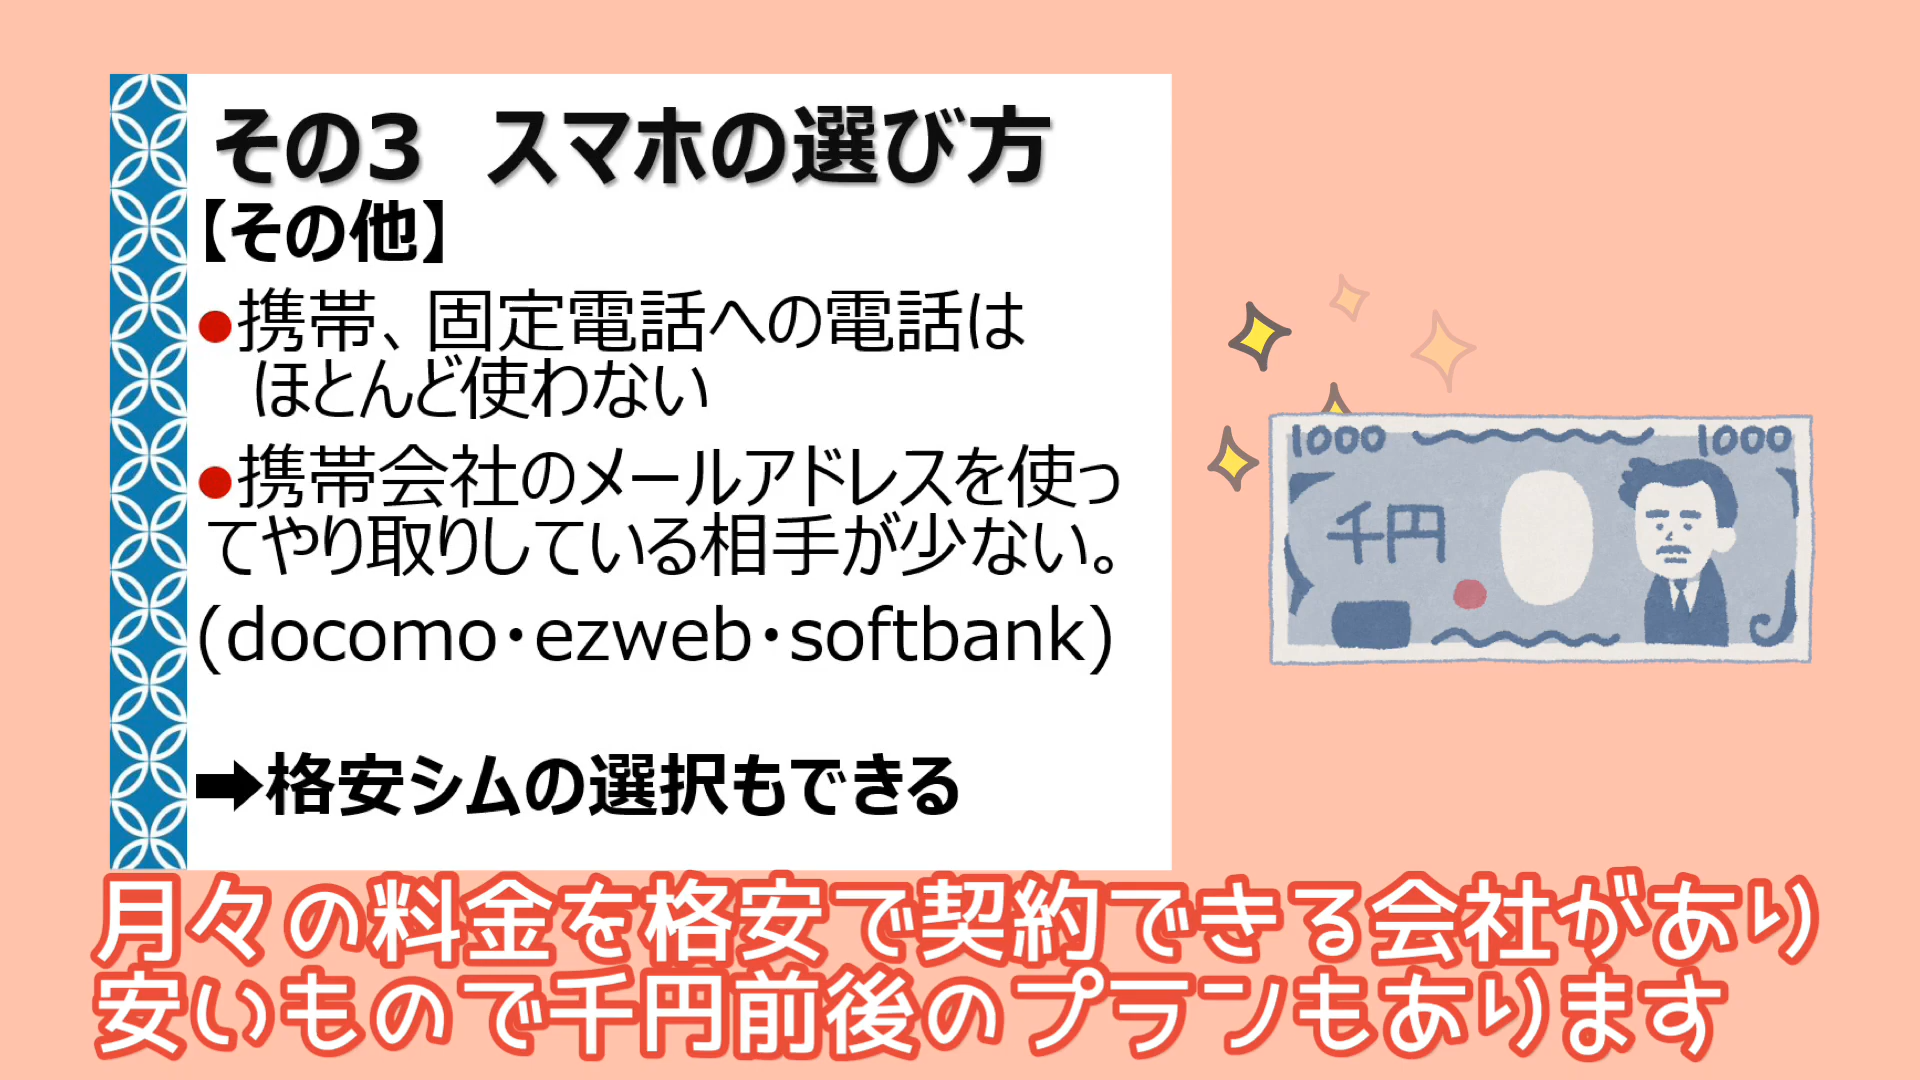 その3　スマホの選び方
【その他】
●携帯、固定電話への電話は
ほとんど使わない
●携帯会社のメールアドレスを使っ
てやり取りしている相手が少ない。
(docomo・ezweb・softbank)
➡格安シムの選択もできる
1000 1000
千円
月々の料金を格安で契約できる会社があり
安いもので千円前後のプランもあります